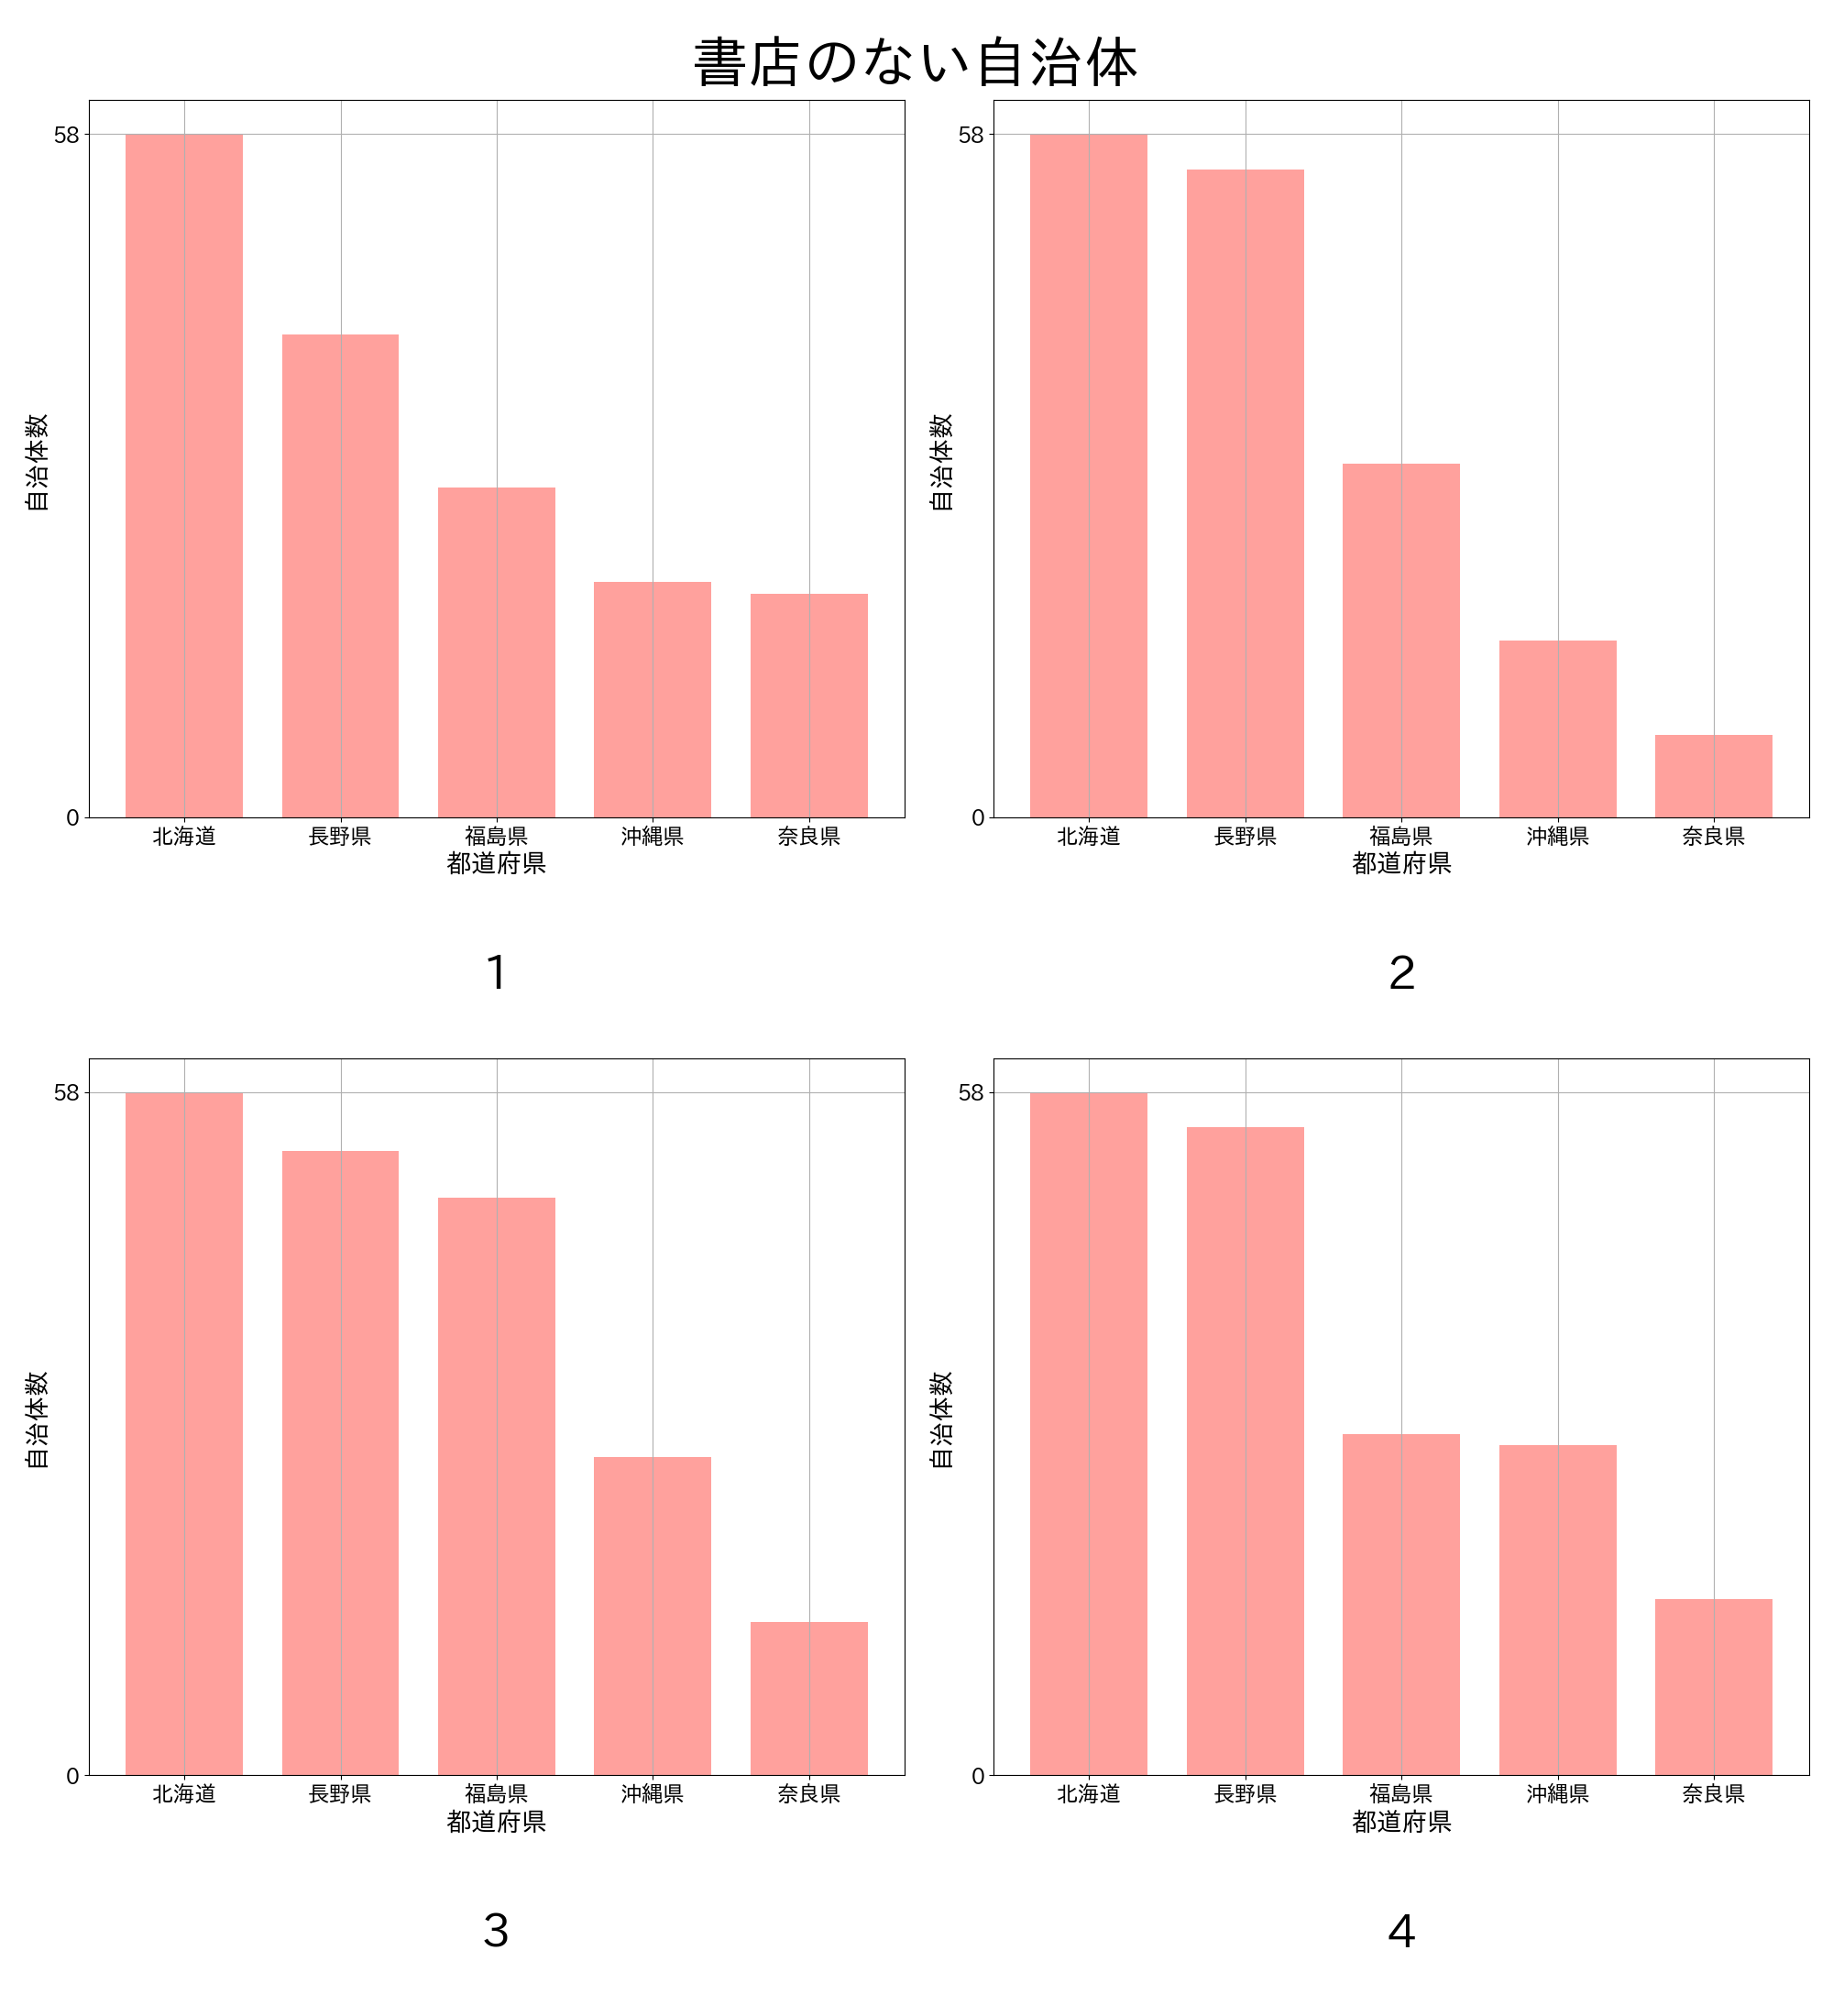 書店のない自治体
58
0
自治体数
北海道 長野県 福島県 沖縄県 奈良県
都道府県
1
58
0
自治体数
北海道 長野県 福島県 沖縄県 奈良県
都道府県
2
58
0
自治体数
北海道 長野県 福島県 沖縄県 奈良県
都道府県
3
58
0
自治体数
北海道 長野県 福島県 沖縄県 奈良県
都道府県
4